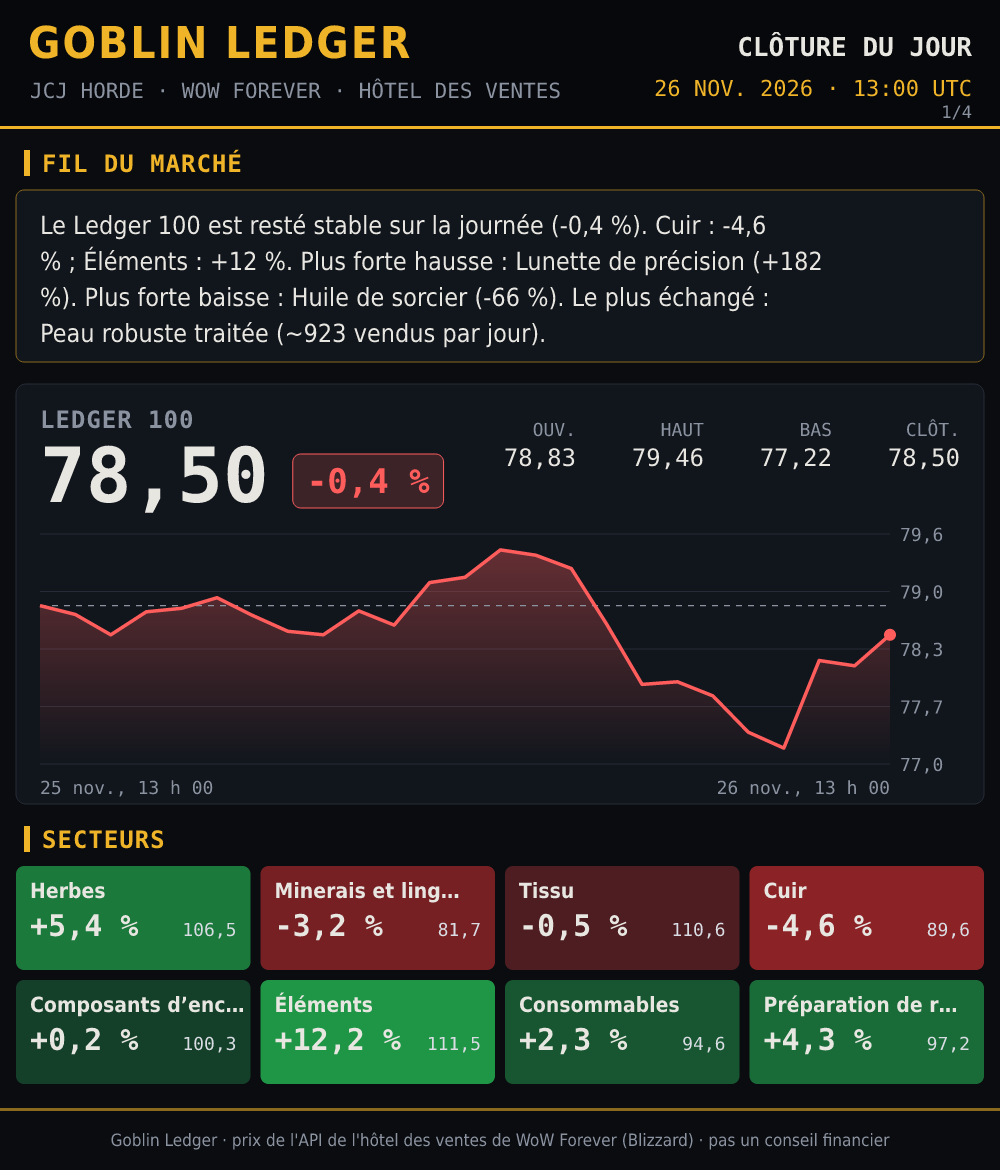 GOBLIN LEDGER
CLÔTURE DU JOUR
JCJ HORDE · WOW FOREVER · HÔTEL DES VENTES
26 NOV. 2026 · 13:00 UTC
1/4
FIL DU MARCHÉ
Le Ledger 100 est resté stable sur la journée (-0,4 %). Cuir : -4,6
% ; Éléments : +12 %. Plus forte hausse : Lunette de précision (+182
%). Plus forte baisse : Huile de sorcier (-66 %). Le plus échangé :
Peau robuste traitée (~923 vendus par jour).
LEDGER 100
78,50 -0,4 %
OUV. HAUT BAS CLÔT.
78,83 79,46 77,22 78,50
79,6
79,0
78,3
77,7
77,0
25 nov., 13 h 00 26 nov., 13 h 00
SECTEURS
Herbes
+5,4 % 106,5
Minerais et ling…
-3,2 % 81,7
Tissu
-0,5 % 110,6
Cuir
-4,6 % 89,6
Composants d’enc…
+0,2 % 100,3
Éléments
+12,2 % 111,5
Consommables
+2,3 % 94,6
Préparation de r…
+4,3 % 97,2
Goblin Ledger · prix de l'API de l'hôtel des ventes de WoW Forever (Blizzard) · pas un conseil financier